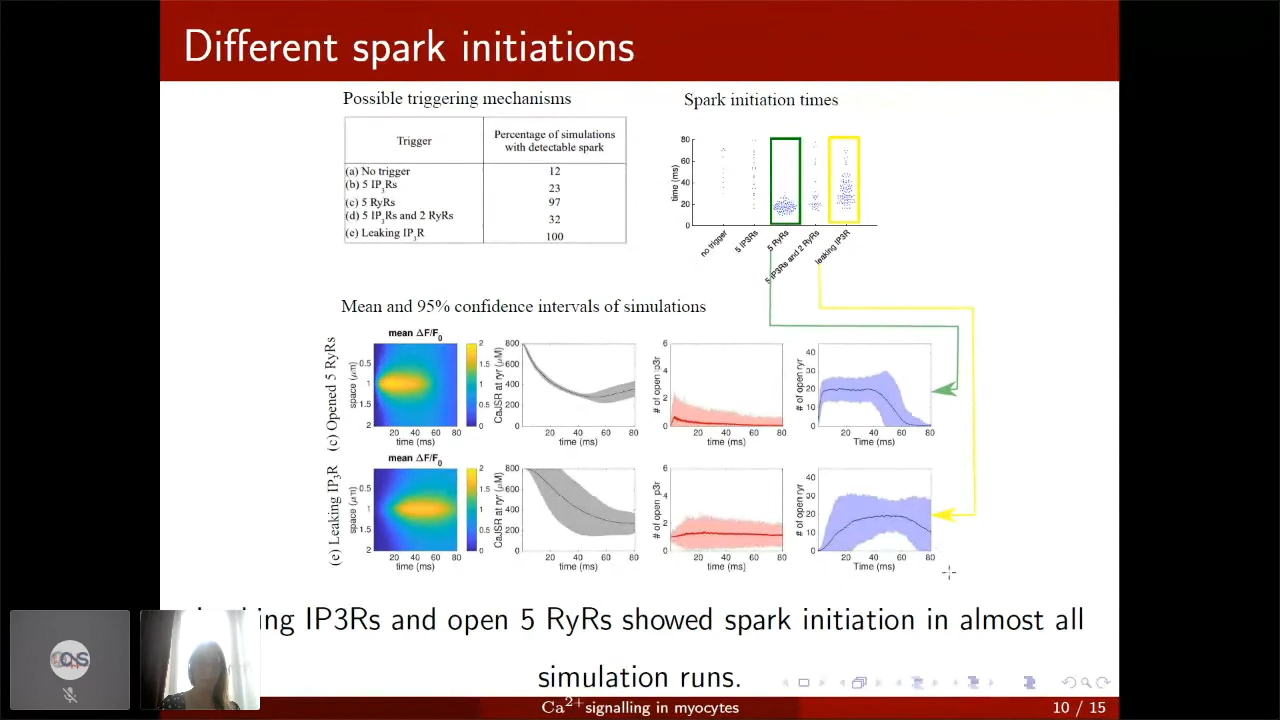 Different spark initiations
Possible triggering mechanisms
Trigger
Percentage of simulations
with detectable spark
(a) No trigger 12
(b) 5 IP3Rs 23
(c) 5 RyRs 97
(d) 5 IP3Rs and 2 RyRs 32
(e) Leaking IP3R 100
Spark initiation times
time (ms)
80
60
40
20
0
no trigger
5 IP3Rs
5 RyRs
5 IP3Rs and 2 RyRs
leaking IP3R
Mean and 95% confidence intervals of simulations
(c) Opened 5 RyRs
mean ΔF/F0
space (μm)
0.5
1
1.5
2
20 40 60 80
time (ms)
2
1.5
1
0.5
0
CaJSR at ryr (μM)
800
600
400
200
0
20 40 60 80
time (ms)
# of open ip3r
6
4
2
0
20 40 60 80
time (ms)
# of open ryr
40
30
20
10
0
20 40 60 80
Time (ms)
(e) Leaking IP3R
mean ΔF/F0
space (μm)
0.5
1
1.5
2
20 40 60 80
time (ms)
2
1.5
1
0.5
0
CaJSR at ryr (μM)
800
600
400
200
0
20 40 60 80
time (ms)
# of open ip3r
6
4
2
0
20 40 60 80
time (ms)
# of open ryr
40
30
20
10
0
20 40 60 80
Time (ms)
ing IP3Rs and open 5 RyRs showed spark initiation in almost all
simulation runs.
Ca2+signalling in myocytes
10 / 15